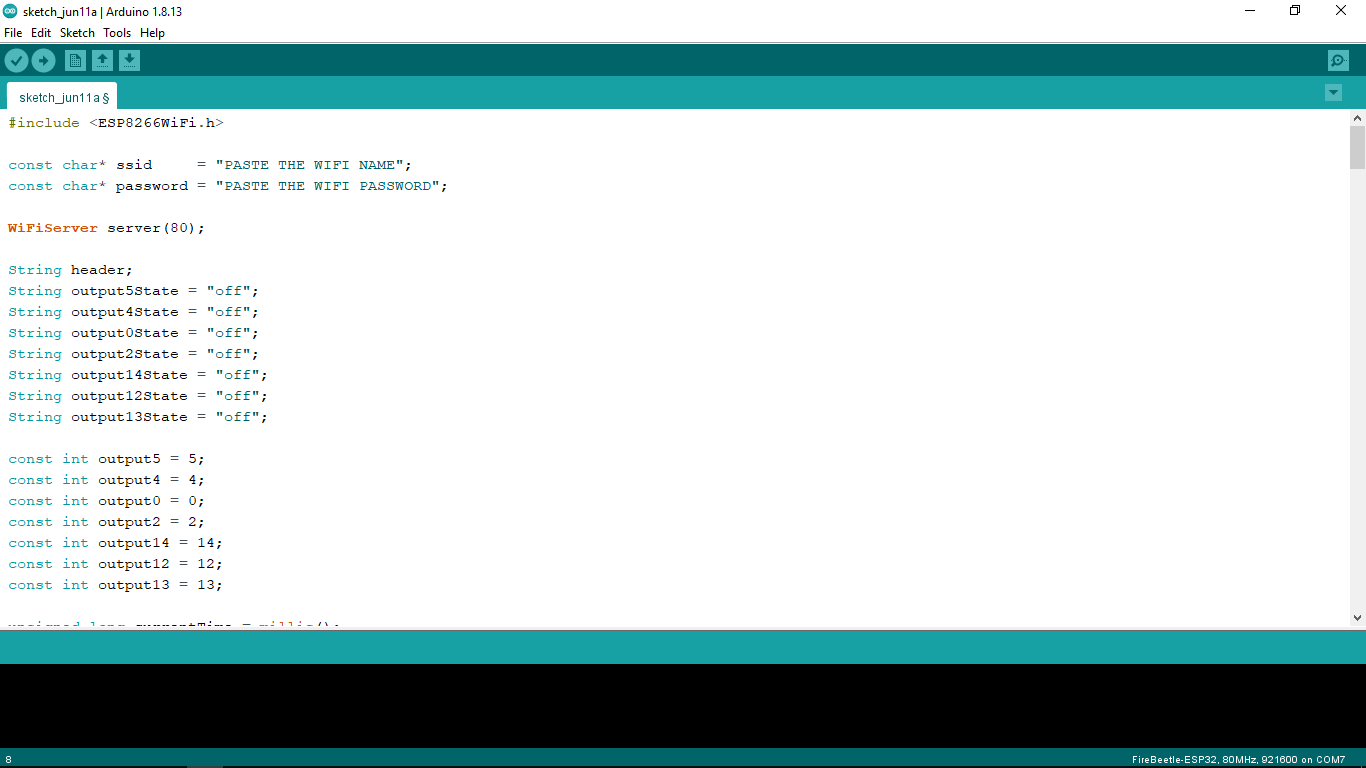 sketch_jun11a | Arduino 1.8.13
File Edit Sketch Tools Help
sketch_jun11a §
#include <ESP8266WiFi.h>
const char* ssid     = "PASTE THE WIFI NAME";
const char* password = "PASTE THE WIFI PASSWORD";
WiFiServer server(80);
String header;
String output5State = "off";
String output4State = "off";
String output0State = "off";
String output2State = "off";
String output14State = "off";
String output12State = "off";
String output13State = "off";
const int output5 = 5;
const int output4 = 4;
const int output0 = 0;
const int output2 = 2;
const int output14 = 14;
const int output12 = 12;
const int output13 = 13;
unsigned long currentTime = millis();
8
FireBeetle-ESP32, 80MHz, 921600 on COM7